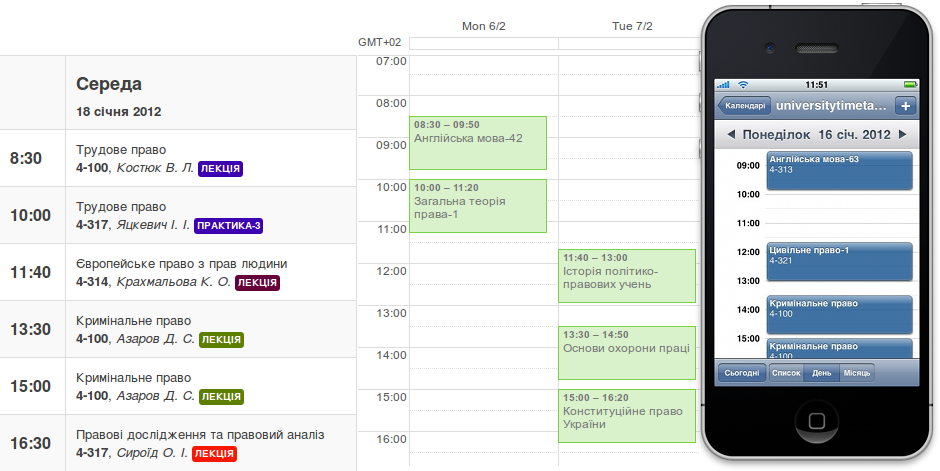 Середа
18 січня 2012
8:30
Трудове право
4-100, Костюк В. Л. ЛЕКЦІЯ
10:00
Трудове право
4-317, Яцкевич І. І. ПРАКТИКА-3
11:40
Європейське право з прав людини
4-314, Крахмальова К. О. ЛЕКЦІЯ
13:30
Кримінальне право
4-100, Азаров Д. С. ЛЕКЦІЯ
15:00
Кримінальне право
4-100, Азаров Д. С. ЛЕКЦІЯ
16:30
Правові дослідження та правовий аналіз
4-317, Сироїд О. І. ЛЕКЦІЯ
Mon 6/2 Tue 7/2
GMT+02
07:00
08:00
08:30 – 09:50
Англійська мова-42
09:00
10:00
10:00 – 11:20
Загальна теорія
права-1
11:00
11:40 – 13:00
Історія політико-
правових учень
12:00
13:00
13:30 – 14:50
Основи охорони праці
14:00
15:00
15:00 – 16:20
Конституційне право
України
16:00
11:51
Календарі universitytimeta... +
Понеділок 16 січ. 2012
09:00
Англійська мова-63
4-313
10:00
11:00
12:00
Цивільне право-1
4-321
13:00
14:00
Кримінальне право
4-100
15:00
Кримінальне право
4-100
Сьогодні Список День Місяць